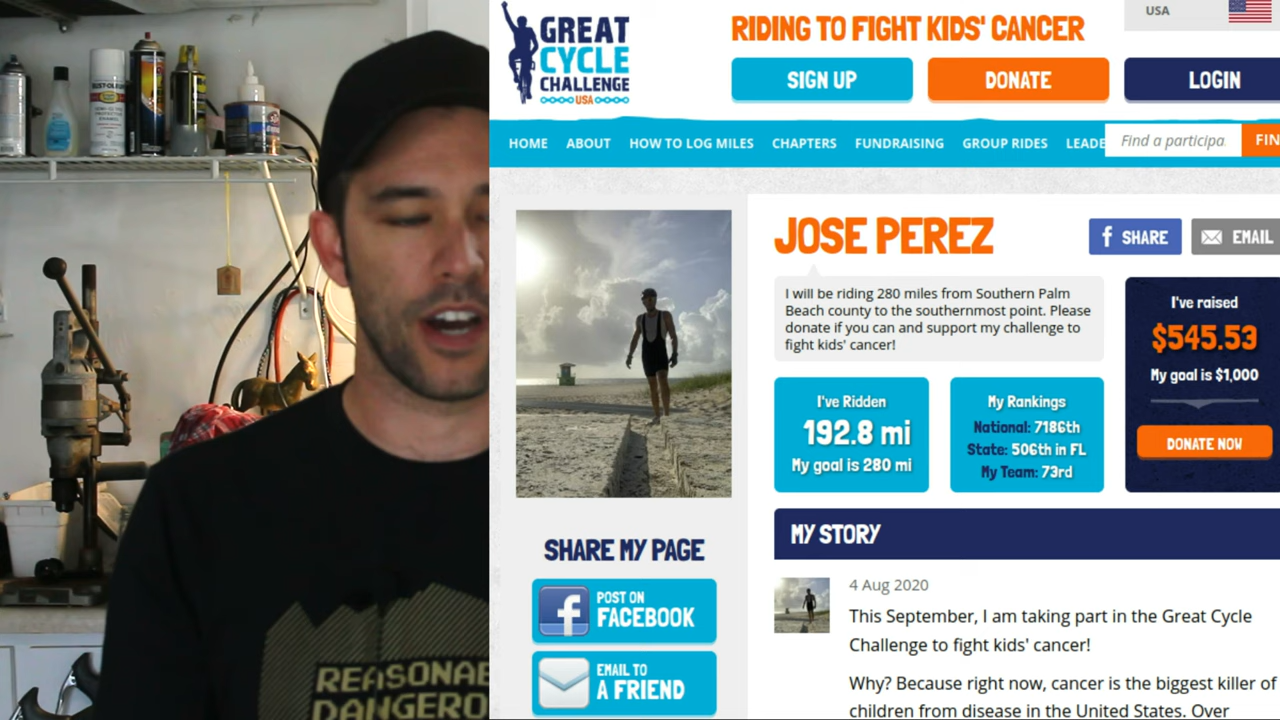 RUST-OLEUM
REASONAB
DANGERO
GREAT
CYCLE
CHALLENGE
USA
RIDING TO FIGHT KIDS' CANCER
USA
SIGN UP
DONATE
LOGIN
HOME
ABOUT
HOW TO LOG MILES
CHAPTERS
FUNDRAISING
GROUP RIDES
LEADE
Find a participa
FIN
JOSE PEREZ
SHARE
EMAIL
I will be riding 280 miles from Southern Palm
Beach county to the southernmost point. Please
donate if you can and support my challenge to
fight kids' cancer!
I've Ridden
192.8 mi
My goal is 280 mi
My Rankings
National: 7186th
State: 506th in FL
My Team: 73rd
I've raised
$545.53
My goal is $1,000
DONATE NOW
SHARE MY PAGE
POST ON
FACEBOOK
EMAIL TO
A FRIEND
MY STORY
4 Aug 2020
This September, I am taking part in the Great Cycle
Challenge to fight kids' cancer!
Why? Because right now, cancer is the biggest killer of
children from disease in the United States. Over